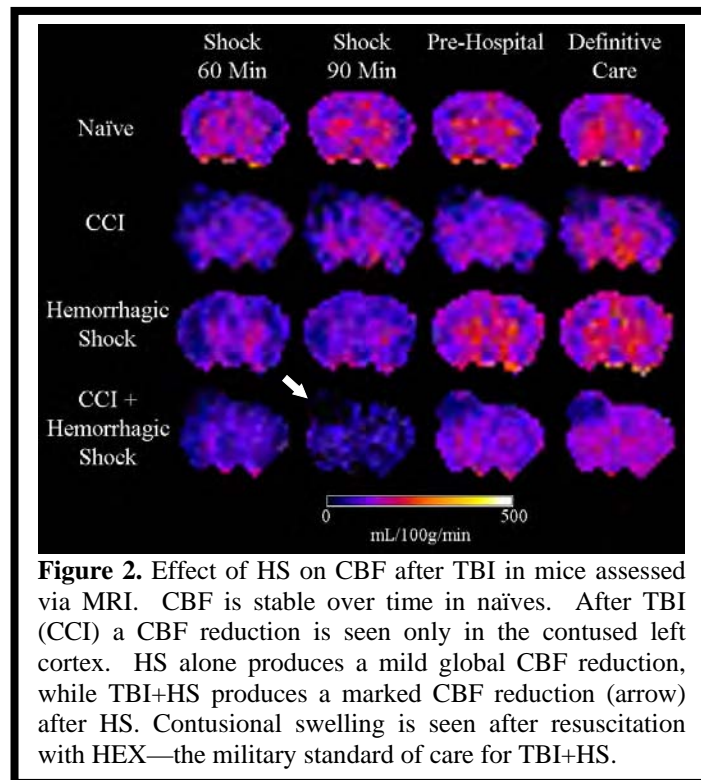 Shock Shock Pre-Hospital Definitive
60 Min 90 Min Care
Naïve
CCI
Hemorrhagic
Shock
CCI +
Hemorrhagic
Shock
0 500
mL/100g/min
Figure 2. Effect of HS on CBF after TBI in mice assessed
via MRI. CBF is stable over time in naïves. After TBI
(CCI) a CBF reduction is seen only in the contused left
cortex. HS alone produces a mild global CBF reduction,
while TBI+HS produces a marked CBF reduction (arrow)
after HS. Contusional swelling is seen after resuscitation
with HEX—the military standard of care for TBI+HS.